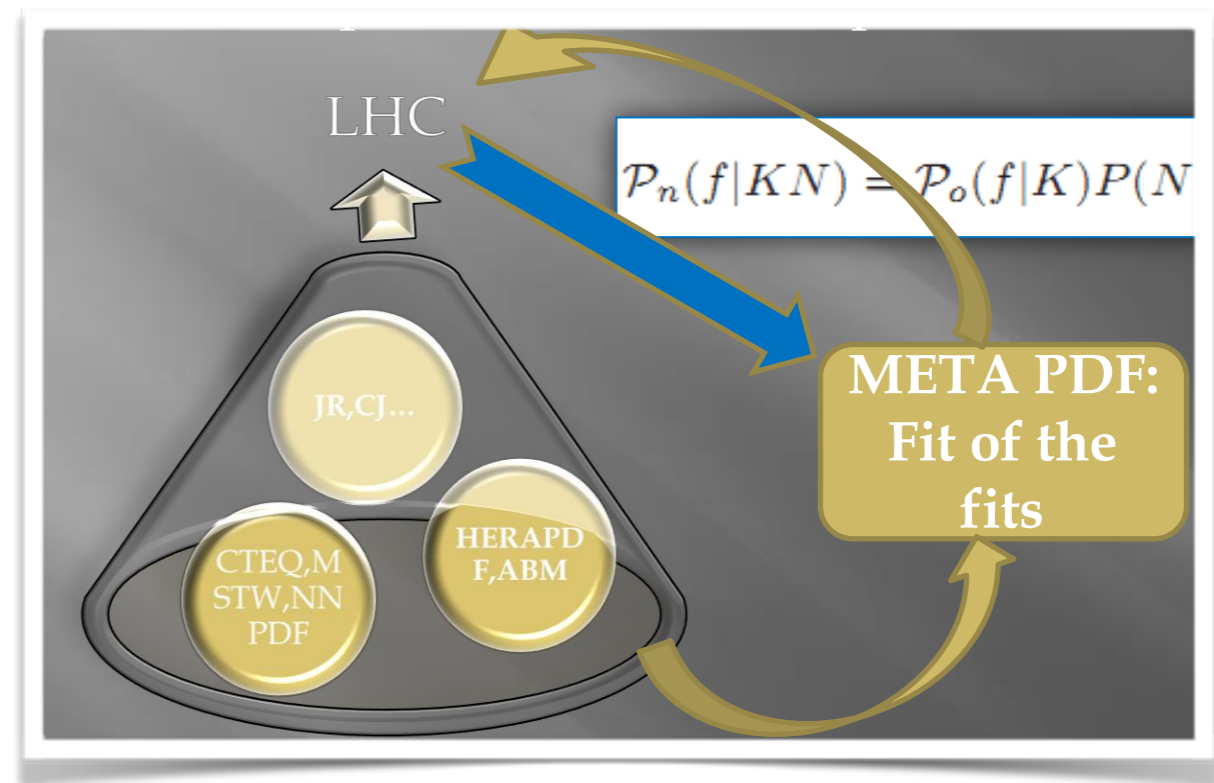 LHC
𝒫ₙ(f|KN) = 𝒫ₒ(f|K)P(N
JR,CJ...
META PDF:
Fit of the
fits
HERAPD
F,ABM
CTEQ,M
STW,NN
PDF